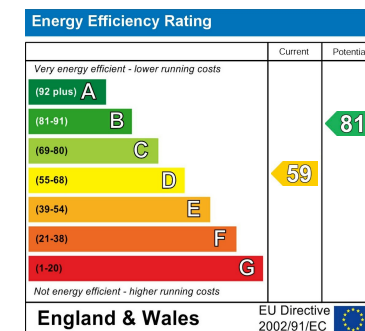 Energy Efficiency Rating
Current Potentia
Very energy efficient - lower running costs
(92 plus) A
(81-91) B
81
(69-80) C
(55-68) D
59
(39-54) E
(21-38) F
(1-20) G
Not energy efficient - higher running costs
England & Wales
EU Directive
2002/91/EC